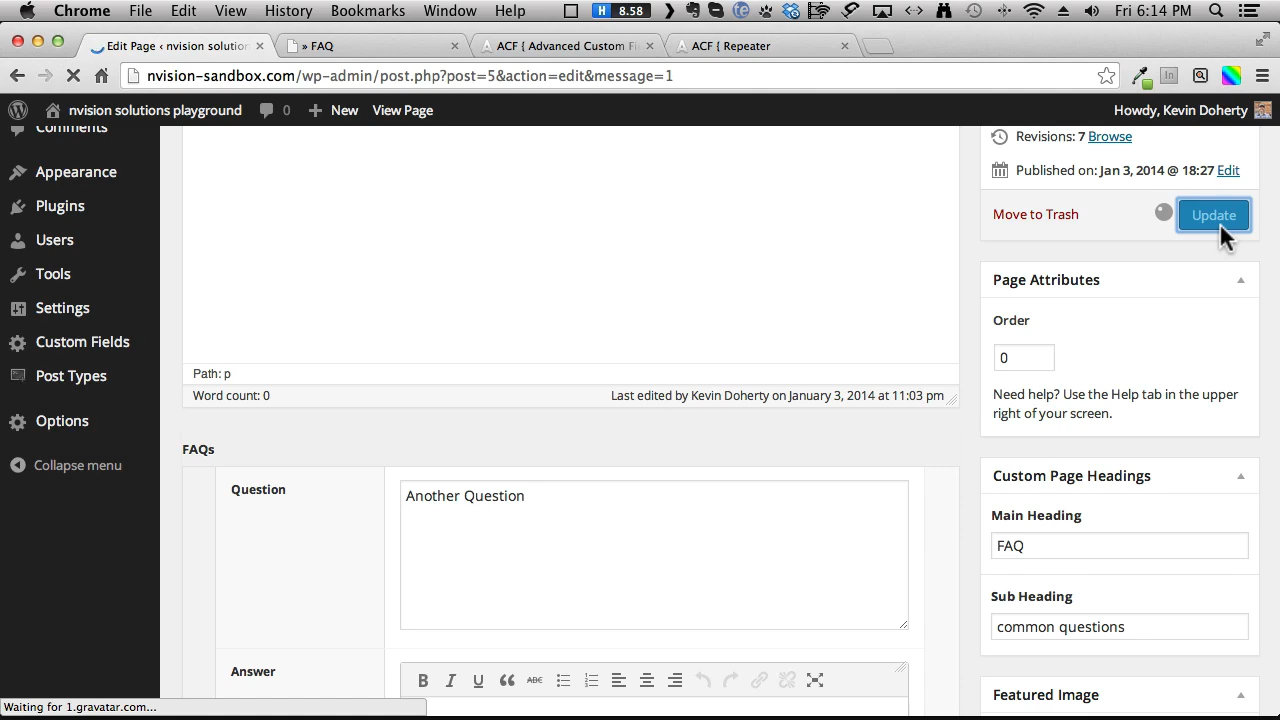 Chrome File Edit View History Bookmarks Window Help H 8.58 Fri 6:14 PM
Edit Page ‹ nvision solution » FAQ ACF { Advanced Custom Fi ACF { Repeater
nvision-sandbox.com/wp-admin/post.php?post=5&action=edit&message=1
nvision solutions playground 0 New View Page Howdy, Kevin Doherty
Comments
Appearance
Plugins
Users
Tools
Settings
Custom Fields
Post Types
Options
Collapse menu
Path: p
Word count: 0 Last edited by Kevin Doherty on January 3, 2014 at 11:03 pm
FAQs
Question
Another Question
Answer
B I U ABC
Revisions: 7 Browse
Published on: Jan 3, 2014 @ 18:27 Edit
Move to Trash Update
Page Attributes
Order
0
Need help? Use the Help tab in the upper
right of your screen.
Custom Page Headings
Main Heading
FAQ
Sub Heading
common questions
Featured Image
Waiting for 1.gravatar.com...